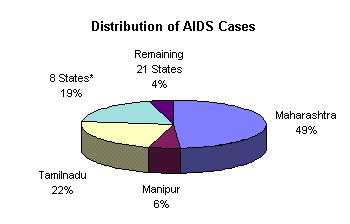 Distribution of AIDS Cases
Remaining
21 States
4%
8 States*
19%
Maharashtra
49%
Tamilnadu
22%
Manipur
6%